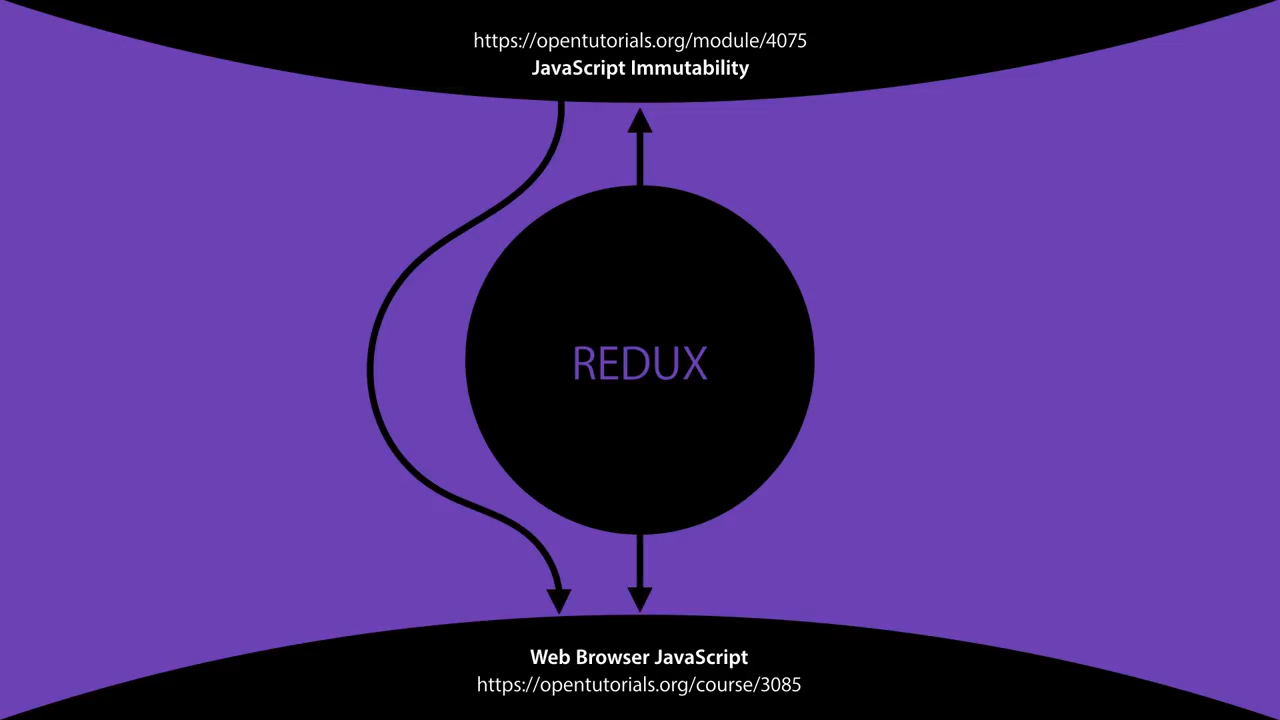 https://opentutorials.org/module/4075
JavaScript Immutability
REDUX
Web Browser JavaScript
https://opentutorials.org/course/3085